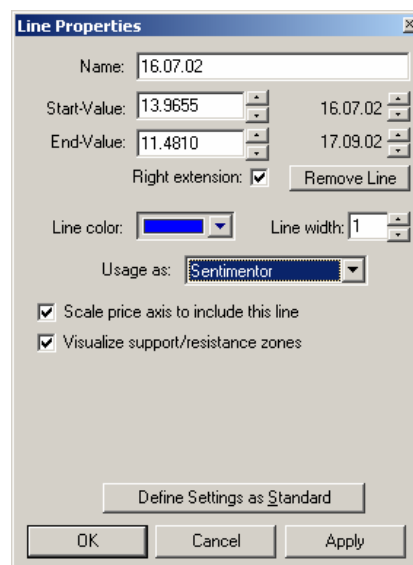 Line Properties
Name: 16.07.02
Start-Value: 13.9655 16.07.02
End-Value: 11.4810 17.09.02
Right extension: Remove Line
Line color: Line width: 1
Usage as: Sentimentor
Scale price axis to include this line
Visualize support/resistance zones
Define Settings as Standard
OK Cancel Apply